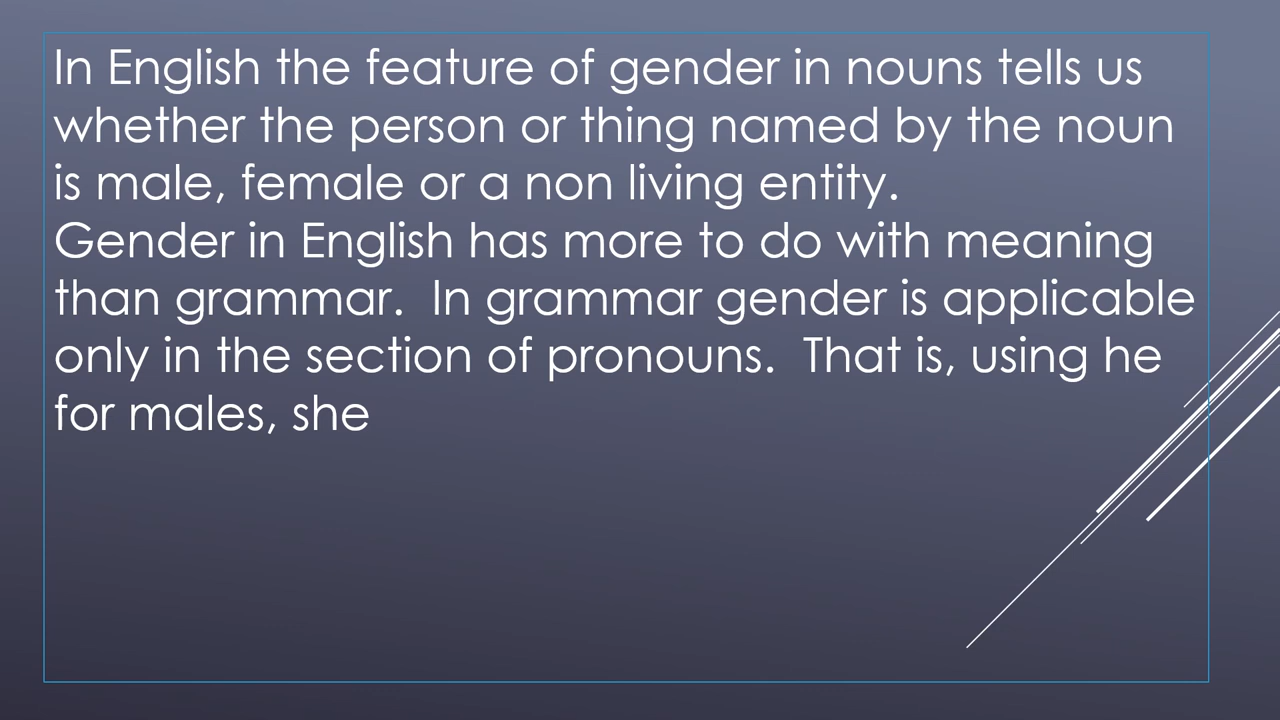 In English the feature of gender in nouns tells us
whether the person or thing named by the noun
is male, female or a non living entity.
Gender in English has more to do with meaning
than grammar.  In grammar gender is applicable
only in the section of pronouns.  That is, using he
for males, she